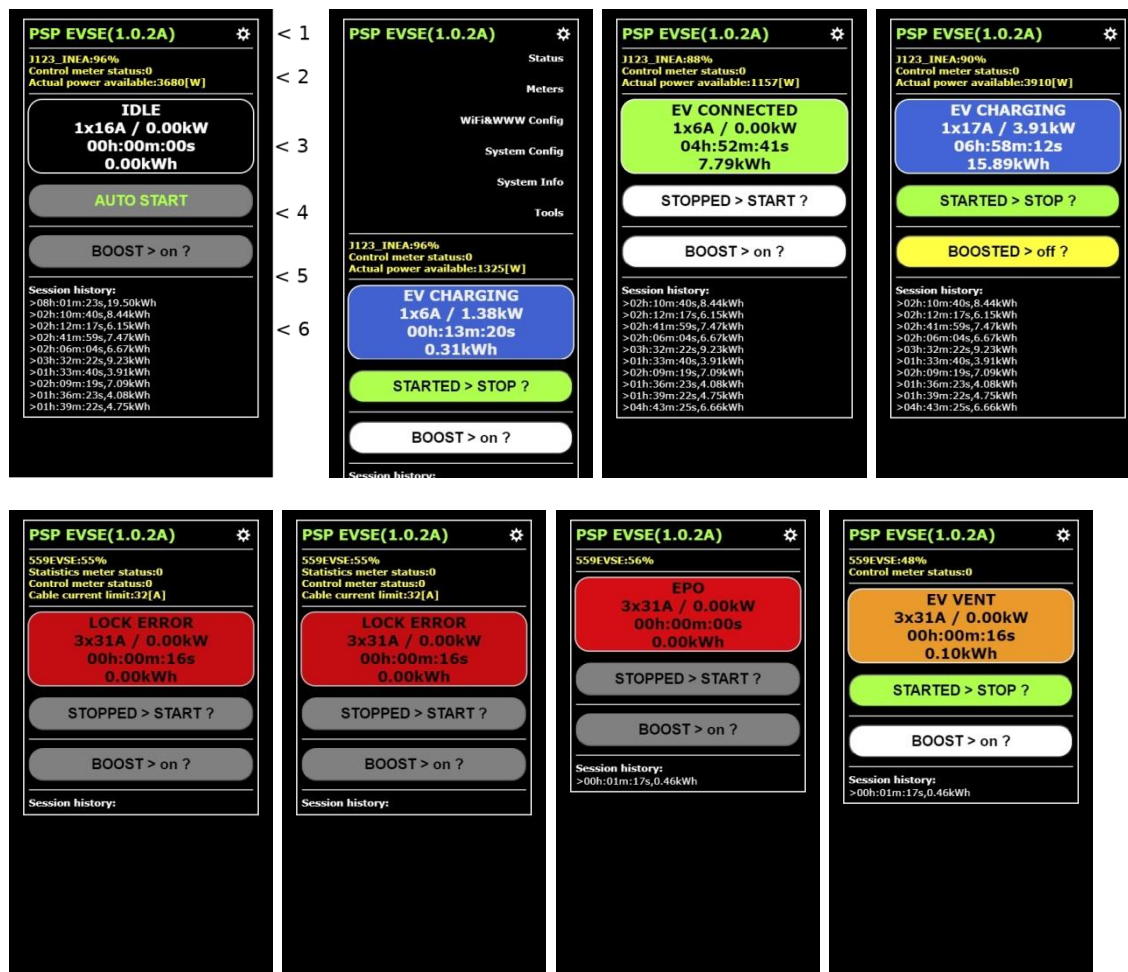 PSP EVSE(1.0.2A)
J123_INEA:96%
Control meter status:0
Actual power available:3680[W]
IDLE
1x16A / 0.00kW
00h:00m:00s
0.00kWh
AUTO START
BOOST > on ?
Session history:
>08h:01m:23s,19.50kWh
>02h:10m:40s,8.44kWh
>02h:12m:17s,6.15kWh
>02h:41m:59s,7.47kWh
>02h:06m:04s,6.67kWh
>03h:32m:22s,9.23kWh
>01h:33m:40s,3.91kWh
>02h:09m:19s,7.09kWh
>01h:36m:23s,4.08kWh
>01h:39m:22s,4.75kWh
< 1
< 2
< 3
< 4
< 5
< 6
PSP EVSE(1.0.2A)
Status
Meters
WiFi&WWW Config
System Config
System Info
Tools
J123_INEA:96%
Control meter status:0
Actual power available:1325[W]
EV CHARGING
1x6A / 1.38kW
00h:13m:20s
0.31kWh
STARTED > STOP ?
BOOST > on ?
Session history:
PSP EVSE(1.0.2A)
J123_INEA:88%
Control meter status:0
Actual power available:1157[W]
EV CONNECTED
1x6A / 0.00kW
04h:52m:41s
7.79kWh
STOPPED > START ?
BOOST > on ?
Session history:
>02h:10m:40s,8.44kWh
>02h:12m:17s,6.15kWh
>02h:41m:59s,7.47kWh
>02h:06m:04s,6.67kWh
>03h:32m:22s,9.23kWh
>01h:33m:40s,3.91kWh
>02h:09m:19s,7.09kWh
>01h:36m:23s,4.08kWh
>01h:39m:22s,4.75kWh
>04h:43m:25s,6.66kWh
PSP EVSE(1.0.2A)
J123_INEA:90%
Control meter status:0
Actual power available:3910[W]
EV CHARGING
1x17A / 3.91kW
06h:58m:12s
15.89kWh
STARTED > STOP ?
BOOSTED > off ?
Session history:
>02h:10m:40s,8.44kWh
>02h:12m:17s,6.15kWh
>02h:41m:59s,7.47kWh
>02h:06m:04s,6.67kWh
>03h:32m:22s,9.23kWh
>01h:33m:40s,3.91kWh
>02h:09m:19s,7.09kWh
>01h:36m:23s,4.08kWh
>01h:39m:22s,4.75kWh
>04h:43m:25s,6.66kWh
PSP EVSE(1.0.2A)
559EVSE:55%
Statistics meter status:0
Control meter status:0
Cable current limit:32[A]
LOCK ERROR
3x31A / 0.00kW
00h:00m:16s
0.00kWh
STOPPED > START ?
BOOST > on ?
Session history:
PSP EVSE(1.0.2A)
559EVSE:55%
Statistics meter status:0
Control meter status:0
Cable current limit:32[A]
LOCK ERROR
3x31A / 0.00kW
00h:00m:16s
0.00kWh
STOPPED > START ?
BOOST > on ?
Session history:
PSP EVSE(1.0.2A)
559EVSE:56%
EPO
3x31A / 0.00kW
00h:00m:00s
0.00kWh
STOPPED > START ?
BOOST > on ?
Session history:
>00h:01m:17s,0.46kWh
PSP EVSE(1.0.2A)
559EVSE:48%
Control meter status:0
EV VENT
3x31A / 0.00kW
00h:00m:16s
0.10kWh
STARTED > STOP ?
BOOST > on ?
Session history:
>00h:01m:17s,0.46kWh